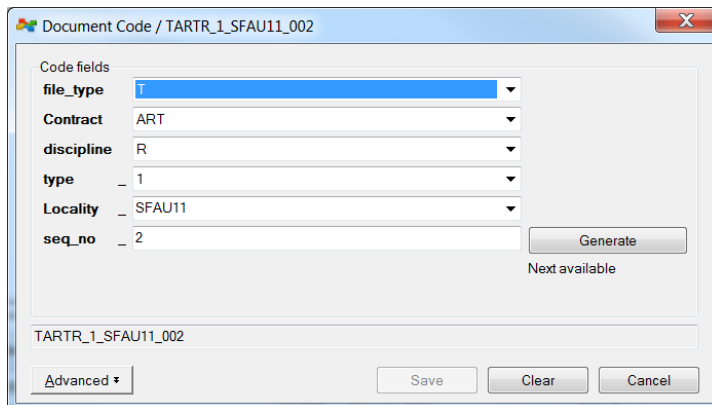 Document Code / TARTR_1_SFAU11_002
X
Code fields
file_type T
Contract ART
discipline R
type _ 1
Locality _ SFAU11
seq_no _ 2 Generate
Next available
TARTR_1_SFAU11_002
Advanced Save Clear Cancel